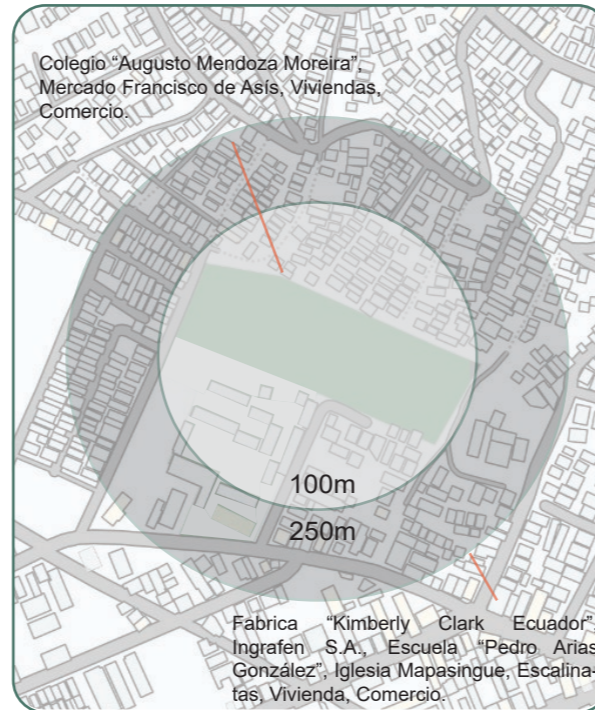 Colegio “Augusto Mendoza Moreira”,
Mercado Francisco de Asís, Viviendas,
Comercio.
100m
250m
Fabrica “Kimberly Clark Ecuador”
Ingrafen S.A., Escuela “Pedro Arias
González”, Iglesia Mapasingue, Escalina-
tas, Vivienda, Comercio.